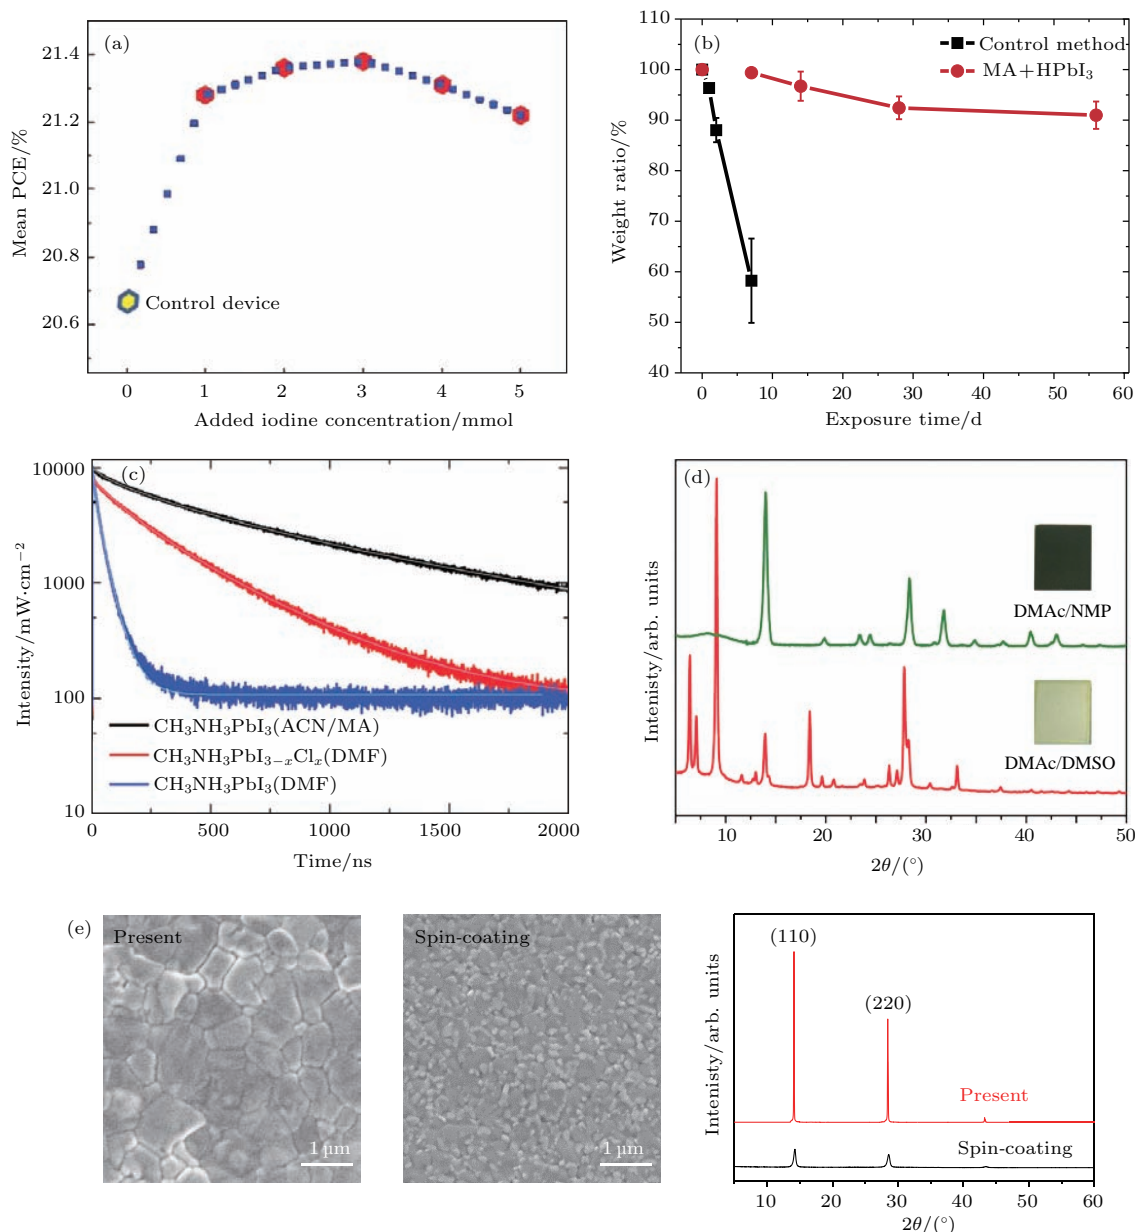 (a)
Mean PCE/%
21.4
21.2
21.0
20.8
20.6
Control device
0 1 2 3 4 5
Added iodine concentration/mmol
(b)
Control method
MA+HPbI₃
Weight ratio/%
110
100
90
80
70
60
50
40
0 10 20 30 40 50 60
Exposure time/d
(c)
Intensity/mW·cm⁻²
10000
1000
100
10
CH₃NH₃PbI₃(ACN/MA)
CH₃NH₃PbI₃₋ₓClₓ(DMF)
CH₃NH₃PbI₃(DMF)
0 500 1000 1500 2000
Time/ns
(d)
Intenisty/arb. units
DMAc/NMP
DMAc/DMSO
10 20 30 40 50
2θ/(°)
(e)
Present
1 μm
Spin-coating
1 μm
Intenisty/arb. units
(110)
(220)
Present
Spin-coating
10 20 30 40 50 60
2θ/(°)